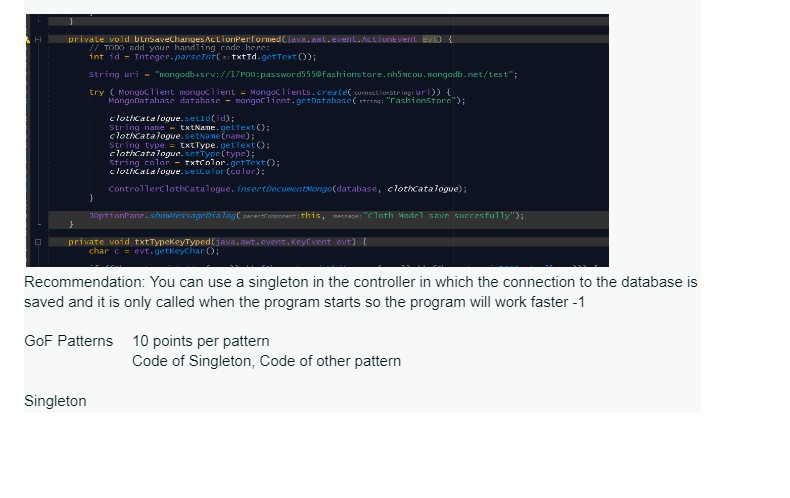 }
private void btnSaveChangesActionPerformed(java.awt.event.ActionEvent evt) {
// TODO add your handling code here:
int id = Integer.parseInt(s: txtId.getText());
String uri = "mongodb+srv://17POO:password555@fashionstore.nh5mcou.mongodb.net/test";
try ( MongoClient mongoClient = MongoClients.create( connectionString: uri)) {
MongoDatabase database = mongoClient.getDatabase( string: "FashionStore");
clothCatalogue.setId(id);
String name = txtName.getText();
clothCatalogue.setName(name);
String type = txtType.getText();
clothCatalogue.setType(type);
String color = txtColor.getText();
clothCatalogue.setColor(color);
ControllerClothCatalogue.insertDocumentMongo(database, clothCatalogue);
}
JOptionPane.showMessageDialog( parentComponent: this, message: "Cloth Model save succesfully");
}
private void txtTypeKeyTyped(java.awt.event.KeyEvent evt) {
char c = evt.getKeyChar();
Recommendation: You can use a singleton in the controller in which the connection to the database is
saved and it is only called when the program starts so the program will work faster -1
GoF Patterns 10 points per pattern
Code of Singleton, Code of other pattern
Singleton